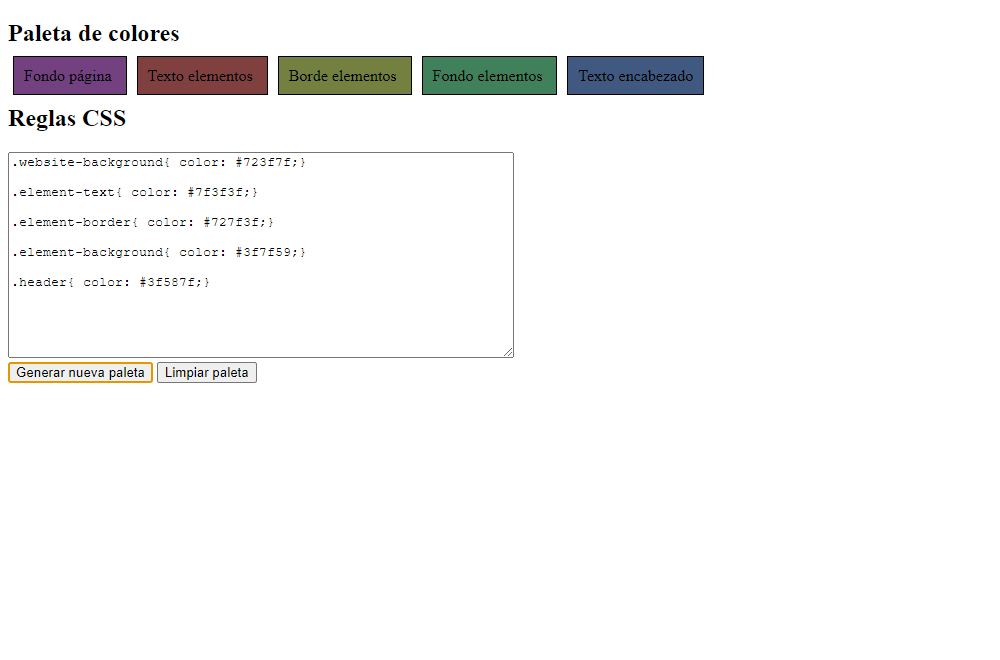 Paleta de colores
Fondo página Texto elementos Borde elementos Fondo elementos Texto encabezado
Reglas CSS
.website-background{ color: #723f7f;}
.element-text{ color: #7f3f3f;}
.element-border{ color: #727f3f;}
.element-background{ color: #3f7f59;}
.header{ color: #3f587f;}
Generar nueva paleta Limpiar paleta